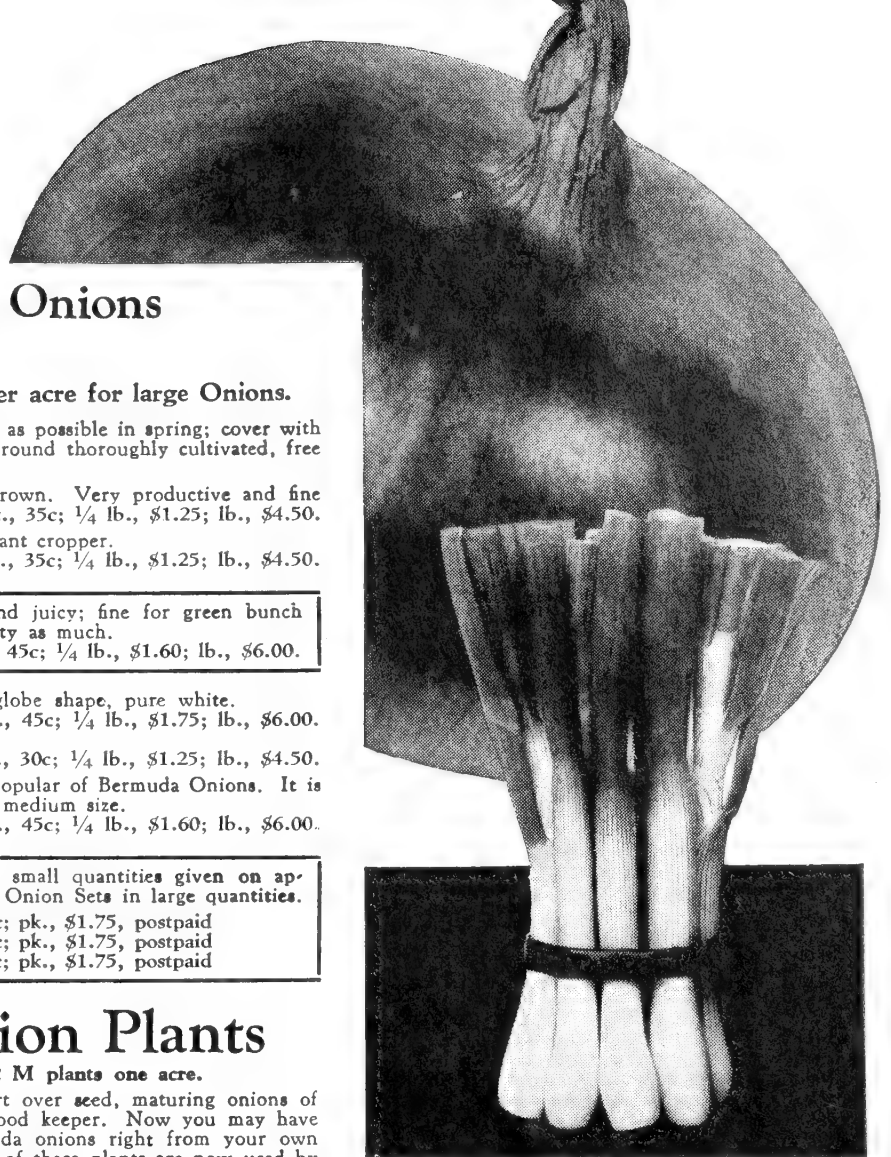 Onions
er acre for large Onions.
as possible in spring; cover with
round thoroughly cultivated, free
rown. Very productive and fine
., 35c; ¼ lb., $1.25; lb., $4.50.
ant cropper.
., 35c; ¼ lb., $1.25; lb., $4.50.
nd juicy; fine for green bunch
ty as much.
45c; ¼ lb., $1.60; lb., $6.00.
globe shape, pure white.
., 45c; ¼ lb., $1.75; lb., $6.00.
., 30c; ¼ lb., $1.25; lb., $4.50.
opular of Bermuda Onions. It is
medium size.
., 45c; ¼ lb., $1.60; lb., $6.00.
small quantities given on ap-
Onion Sets in large quantities.
; pk., $1.75, postpaid
; pk., $1.75, postpaid
; pk., $1.75, postpaid
ion Plants
M plants one acre.
rt over seed, maturing onions of
ood keeper. Now you may have
da onions right from your own
of these plants are now used by